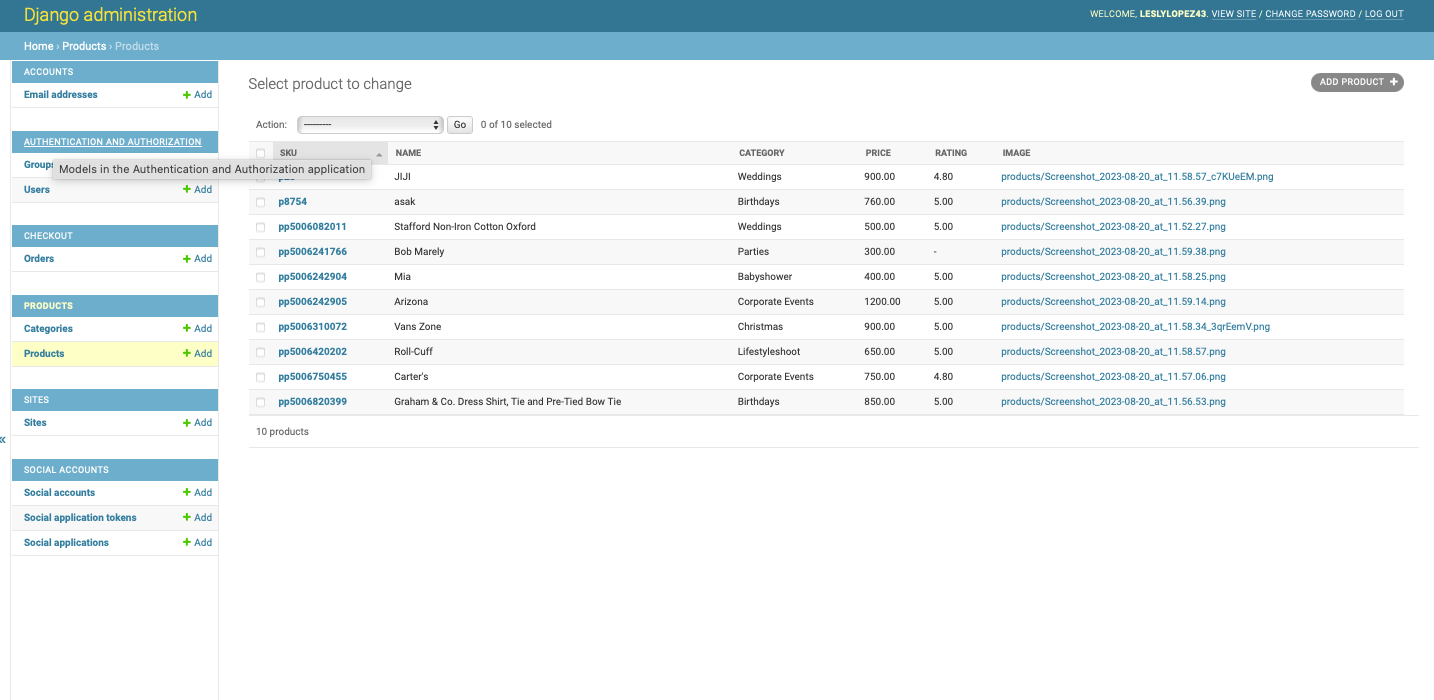 Django administration
WELCOME, LESLYLOPEZ43. VIEW SITE / CHANGE PASSWORD / LOG OUT
Home › Products › Products
ACCOUNTS
Email addresses + Add
AUTHENTICATION AND AUTHORIZATION
Groups
Models in the Authentication and Authorization application
Users + Add
CHECKOUT
Orders + Add
PRODUCTS
Categories + Add
Products + Add
SITES
Sites + Add
«
SOCIAL ACCOUNTS
Social accounts + Add
Social application tokens + Add
Social applications + Add
Select product to change
ADD PRODUCT +
Action: --------- Go 0 of 10 selected
SKU NAME CATEGORY PRICE RATING IMAGE
JIJI Weddings 900.00 4.80 products/Screenshot_2023-08-20_at_11.58.57_c7KUeEM.png
p8754 asak Birthdays 760.00 5.00 products/Screenshot_2023-08-20_at_11.56.39.png
pp5006082011 Stafford Non-Iron Cotton Oxford Weddings 500.00 5.00 products/Screenshot_2023-08-20_at_11.52.27.png
pp5006241766 Bob Marely Parties 300.00 - products/Screenshot_2023-08-20_at_11.59.38.png
pp5006242904 Mia Babyshower 400.00 5.00 products/Screenshot_2023-08-20_at_11.58.25.png
pp5006242905 Arizona Corporate Events 1200.00 5.00 products/Screenshot_2023-08-20_at_11.59.14.png
pp5006310072 Vans Zone Christmas 900.00 5.00 products/Screenshot_2023-08-20_at_11.58.34_3qrEemV.png
pp5006420202 Roll-Cuff Lifestyleshoot 650.00 5.00 products/Screenshot_2023-08-20_at_11.58.57.png
pp5006750455 Carter's Corporate Events 750.00 4.80 products/Screenshot_2023-08-20_at_11.57.06.png
pp5006820399 Graham & Co. Dress Shirt, Tie and Pre-Tied Bow Tie Birthdays 850.00 5.00 products/Screenshot_2023-08-20_at_11.56.53.png
10 products